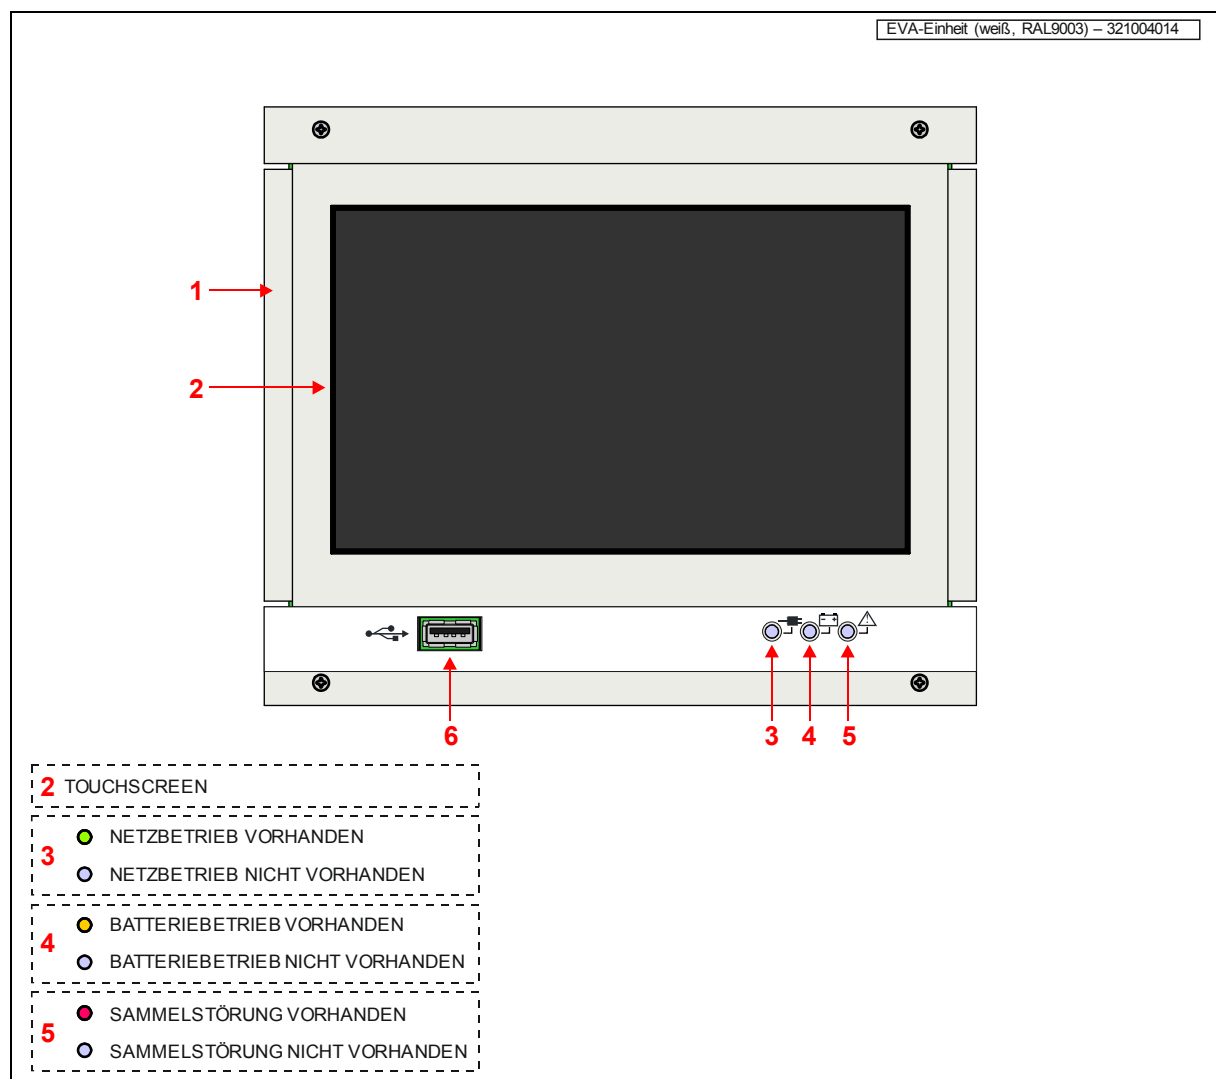 EVA-Einheit (weiß, RAL9003) – 321004014
1
2
6
3 4 5
2 TOUCHSCREEN
3
NETZBETRIEB VORHANDEN
NETZBETRIEB NICHT VORHANDEN
4
BATTERIEBETRIEB VORHANDEN
BATTERIEBETRIEB NICHT VORHANDEN
5
SAMMELSTÖRUNG VORHANDEN
SAMMELSTÖRUNG NICHT VORHANDEN